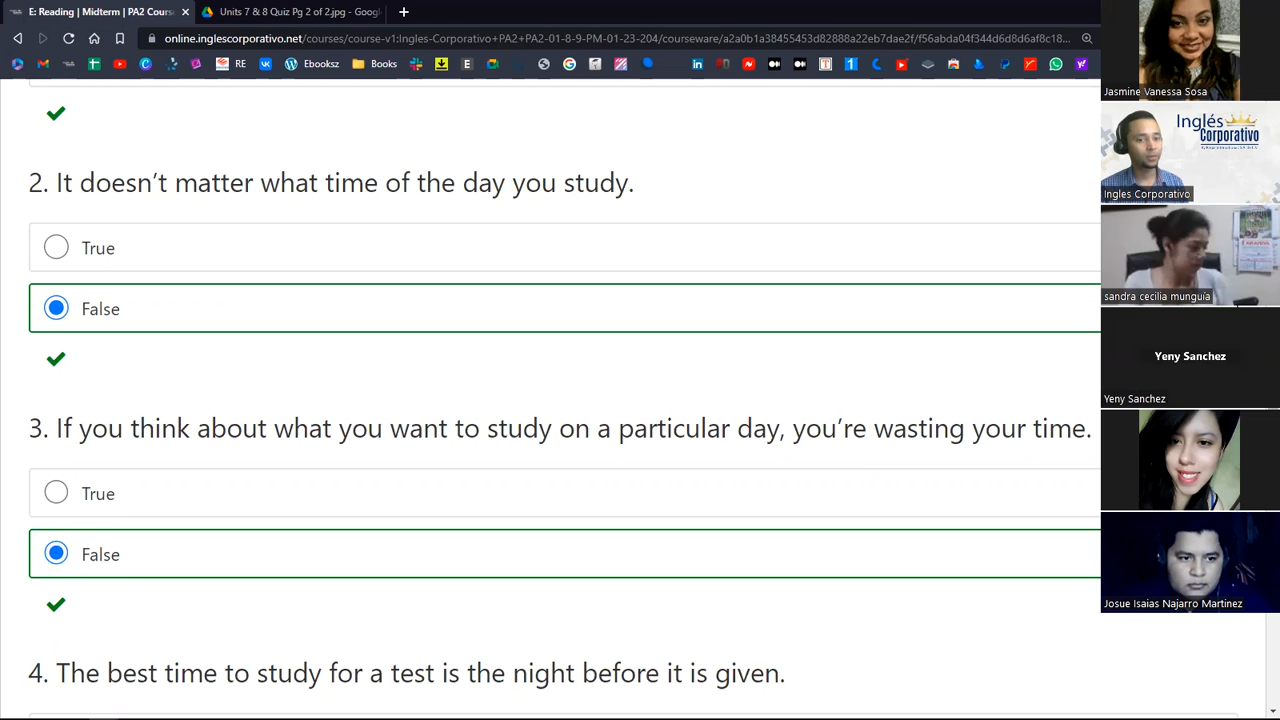 E: Reading | Midterm | PA2 Cours
Units 7 & 8 Quiz Pg 2 of 2.jpg - Googl
online.inglescorporativo.net/courses/course-v1:Ingles-Corporativo+PA2+PRE-01-8-9-PM-01-23-204/courseware/a2a0b1a38455453d82888a22eb7dae2f/f56abda26f344d6d8d6af8c18...
RE
Ebooksz
Books
2. It doesn't matter what time of the day you study.
True
False
3. If you think about what you want to study on a particular day, you're wasting your time.
True
False
4. The best time to study for a test is the night before it is given.
Jasmine Vanessa Sosa
Inglés
Corporativo
Ingles Corporativo
sandra cecilia munguía
Yeny Sanchez
Yeny Sanchez
Josue Isaias Najarro Martinez